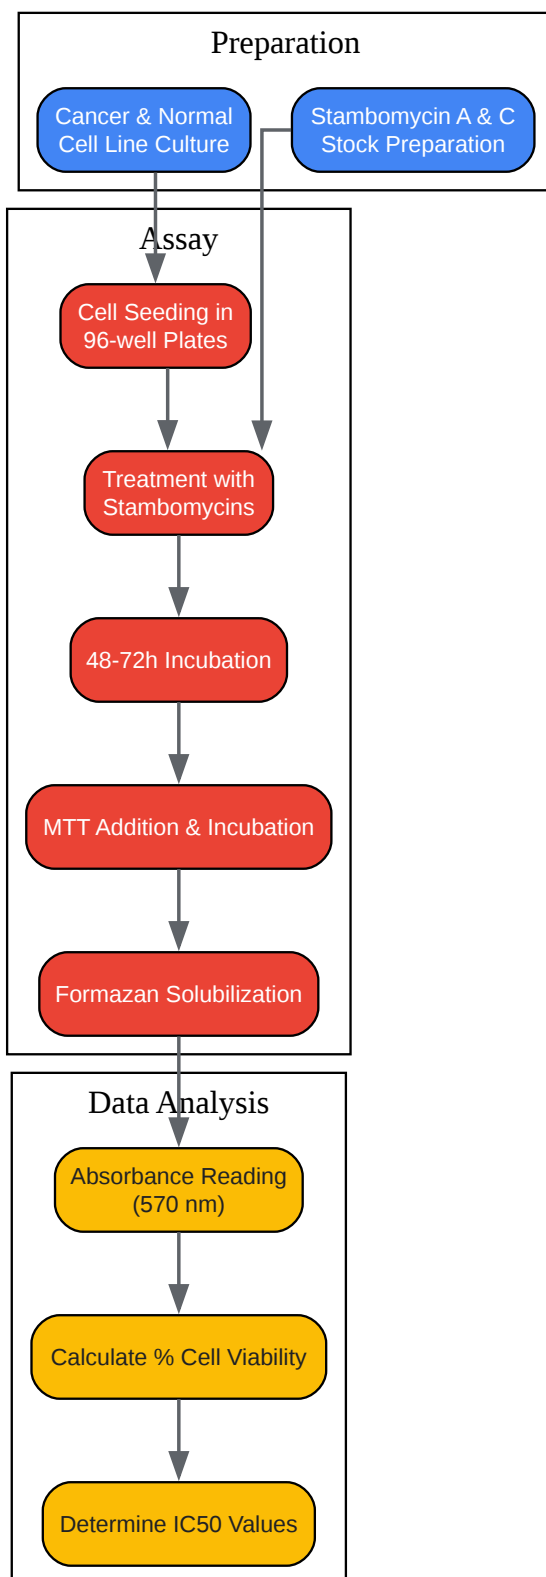 Preparation
Cancer & Normal
Cell Line Culture
Stambomycin A & C
Stock Preparation
Assay
Cell Seeding in
96-well Plates
Treatment with
Stambomycins
48-72h Incubation
MTT Addition & Incubation
Formazan Solubilization
Data Analysis
Absorbance Reading
(570 nm)
Calculate % Cell Viability
Determine IC50 Values